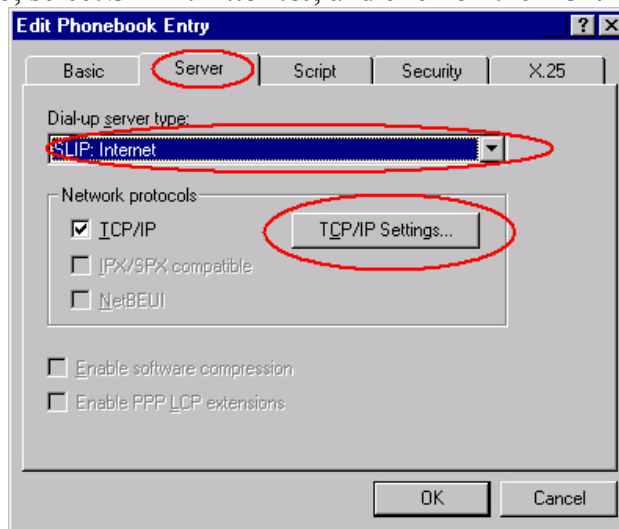 Edit Phonebook Entry
Basic Server Script Security X.25
Dial-up server type:
SLIP: Internet
Network protocols
TCP/IP TCP/IP Settings...
IPX/SPX compatible
NetBEUI
Enable software compression
Enable PPP LCP extensions
OK Cancel